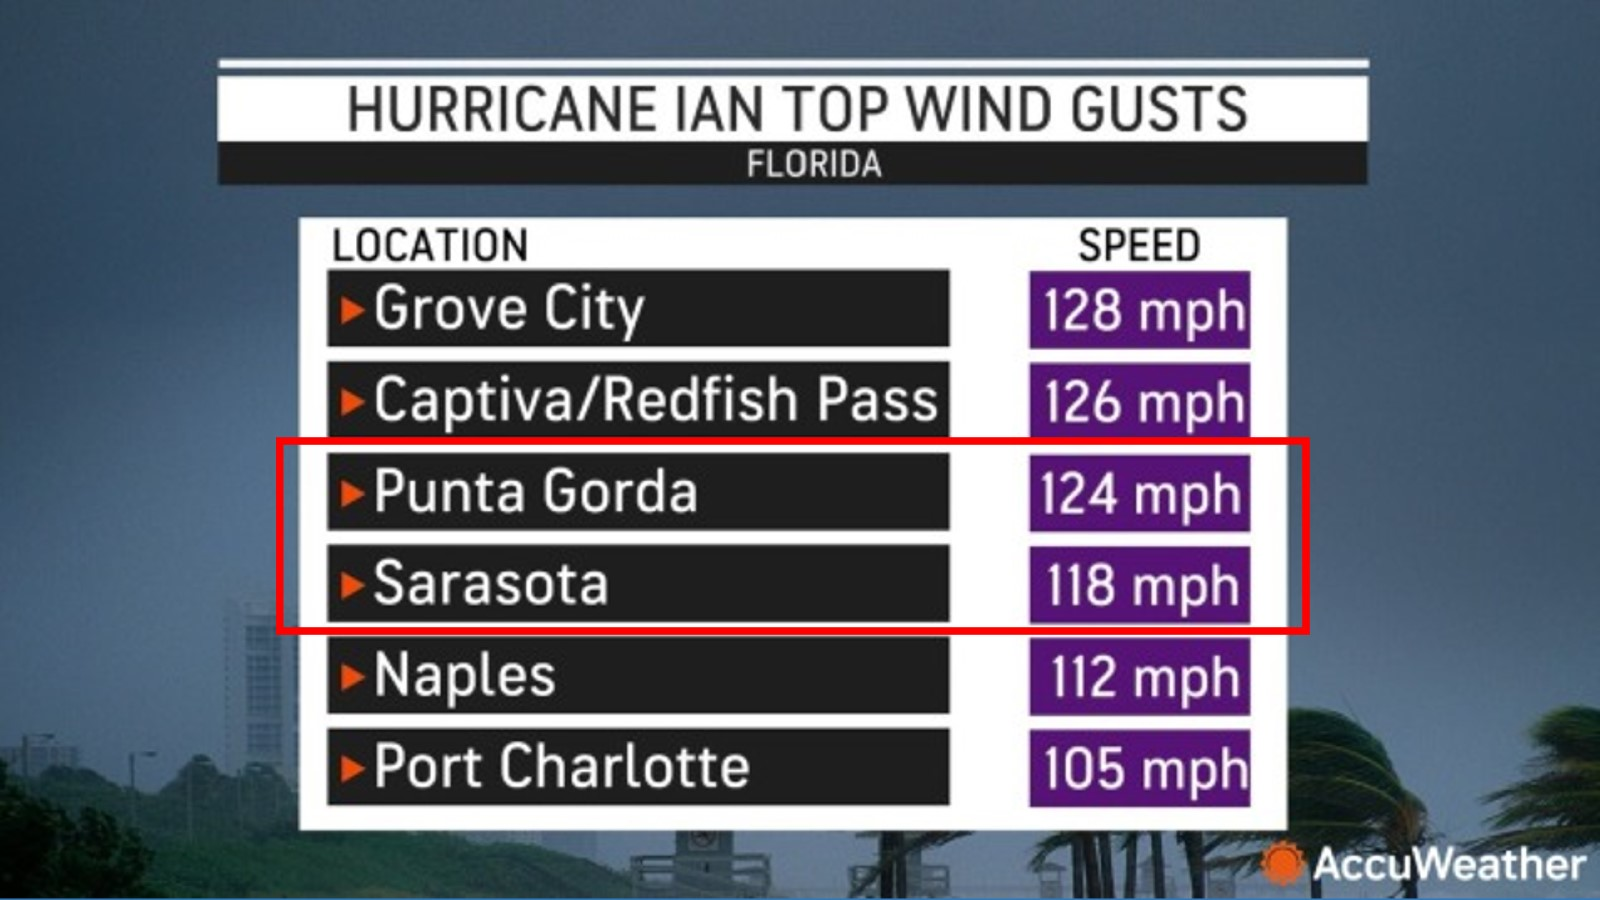 HURRICANE IAN TOP WIND GUSTS
FLORIDA
LOCATION SPEED
Grove City 128 mph
Captiva/Redfish Pass 126 mph
Punta Gorda 124 mph
Sarasota 118 mph
Naples 112 mph
Port Charlotte 105 mph
AccuWeather